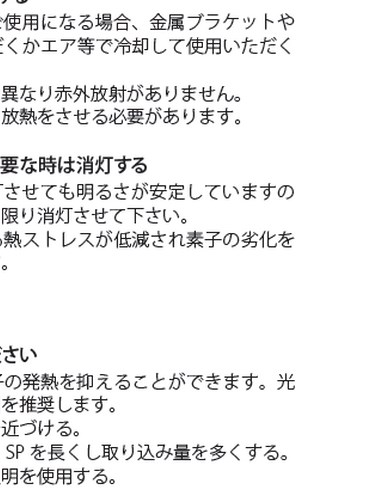 使用になる場合、金属ブラケットや
くかエア等で冷却して使用いただく
異なり赤外放射がありません。
放熱をさせる必要があります。
要な時は消灯する
させても明るさが安定していますの
限り消灯させて下さい。
熱ストレスが低減され素子の劣化を
。
さい
の発熱を抑えることができます。光
を推奨します。
近づける。
SP を長くし取り込み量を多くする。
明を使用する。